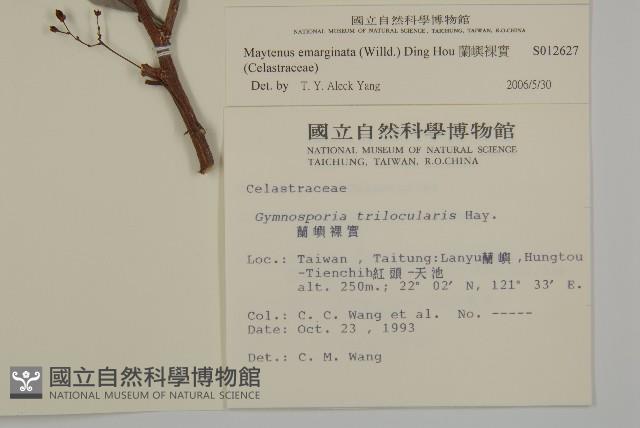 國立自然科學博物館
NATIONAL MUSEUM OF NATURAL SCIENCE, TAICHUNG, TAIWAN, R.O.CHINA
Maytenus emarginata (Willd.) Ding Hou 蘭嶼裸實 S012627
(Celastraceae)
Det. by T. Y. Aleck Yang 2006/5/30
國立自然科學博物館
NATIONAL MUSEUM OF NATURAL SCIENCE
TAICHUNG, TAIWAN, R.O.CHINA
Celastraceae
Gymnosporia trilocularis Hay.
蘭嶼裸實
Loc.: Taiwan , Taitung:Lanyu蘭嶼,Hungtou
-Tienchih紅頭-天池
alt. 250m.; 22° 02' N, 121° 33' E.
Col.: C. C. Wang et al. No. -----
Date: Oct. 23 , 1993
Det.: C. M. Wang
國立自然科學博物館
NATIONAL MUSEUM OF NATURAL SCIENCE